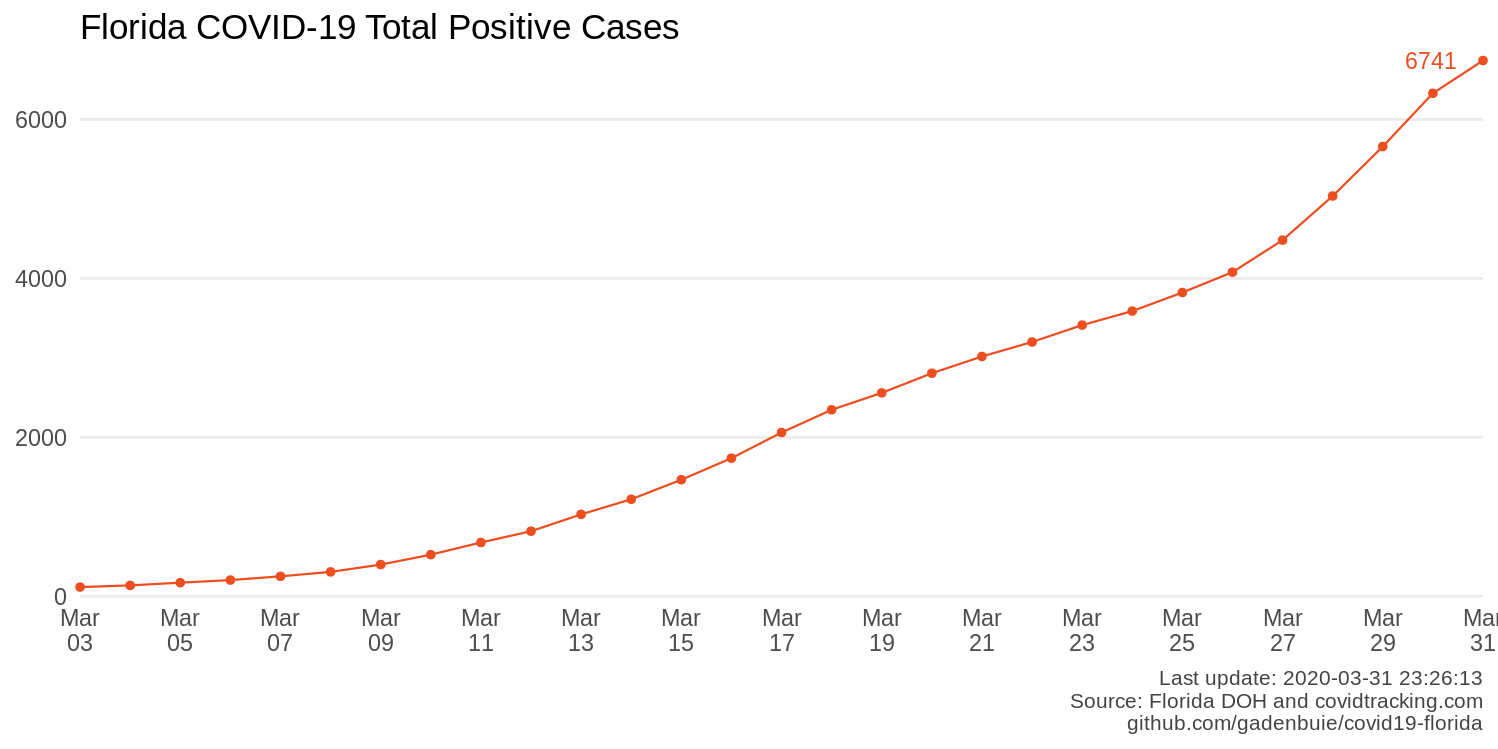 Florida COVID-19 Total Positive Cases
6741
6000
4000
2000
0
Mar Mar Mar Mar Mar Mar Mar Mar Mar Mar Mar Mar Mar Mar Mar
03 05 07 09 11 13 15 17 19 21 23 25 27 29 31
Last update: 2020-03-31 23:26:13
Source: Florida DOH and covidtracking.com
github.com/gadenbuie/covid19-florida